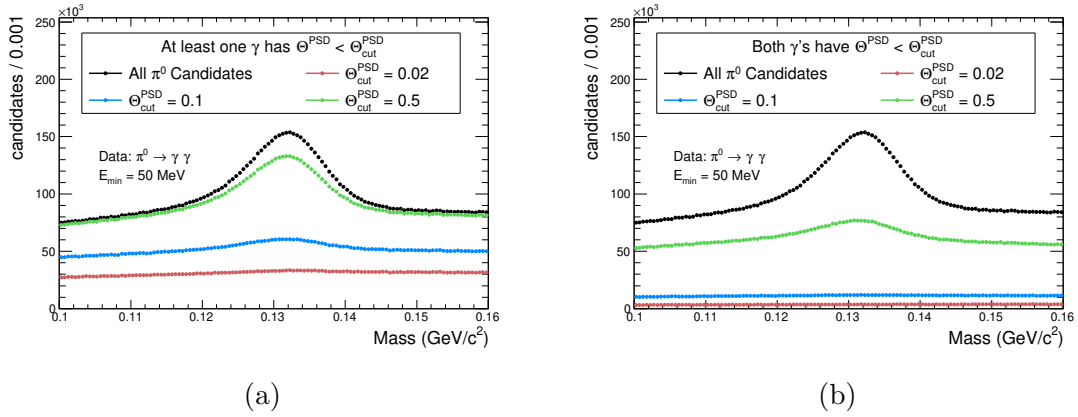 ×10³
250
200
150
100
50
0
candidates / 0.001
At least one γ has Θ^PSD < Θ^PSD_cut
All π⁰ Candidates
Θ^PSD_cut = 0.02
Θ^PSD_cut = 0.1
Θ^PSD_cut = 0.5
Data: π⁰ → γ γ
E_min = 50 MeV
0.1 0.11 0.12 0.13 0.14 0.15 0.16
Mass (GeV/c²)
(a)
×10³
250
200
150
100
50
0
candidates / 0.001
Both γ's have Θ^PSD < Θ^PSD_cut
All π⁰ Candidates
Θ^PSD_cut = 0.02
Θ^PSD_cut = 0.1
Θ^PSD_cut = 0.5
Data: π⁰ → γ γ
E_min = 50 MeV
0.1 0.11 0.12 0.13 0.14 0.15 0.16
Mass (GeV/c²)
(b)